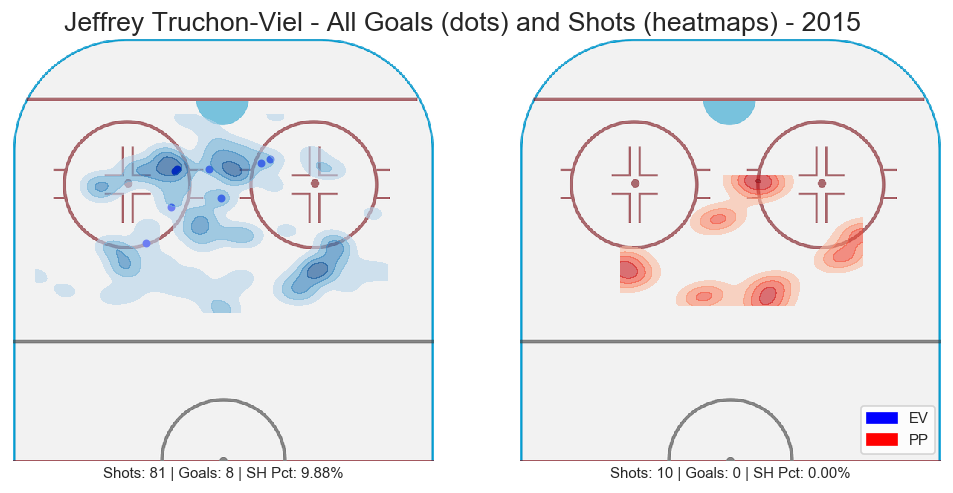 Jeffrey Truchon-Viel - All Goals (dots) and Shots (heatmaps) - 2015
EV
PP
Shots: 81 | Goals: 8 | SH Pct: 9.88%
Shots: 10 | Goals: 0 | SH Pct: 0.00%